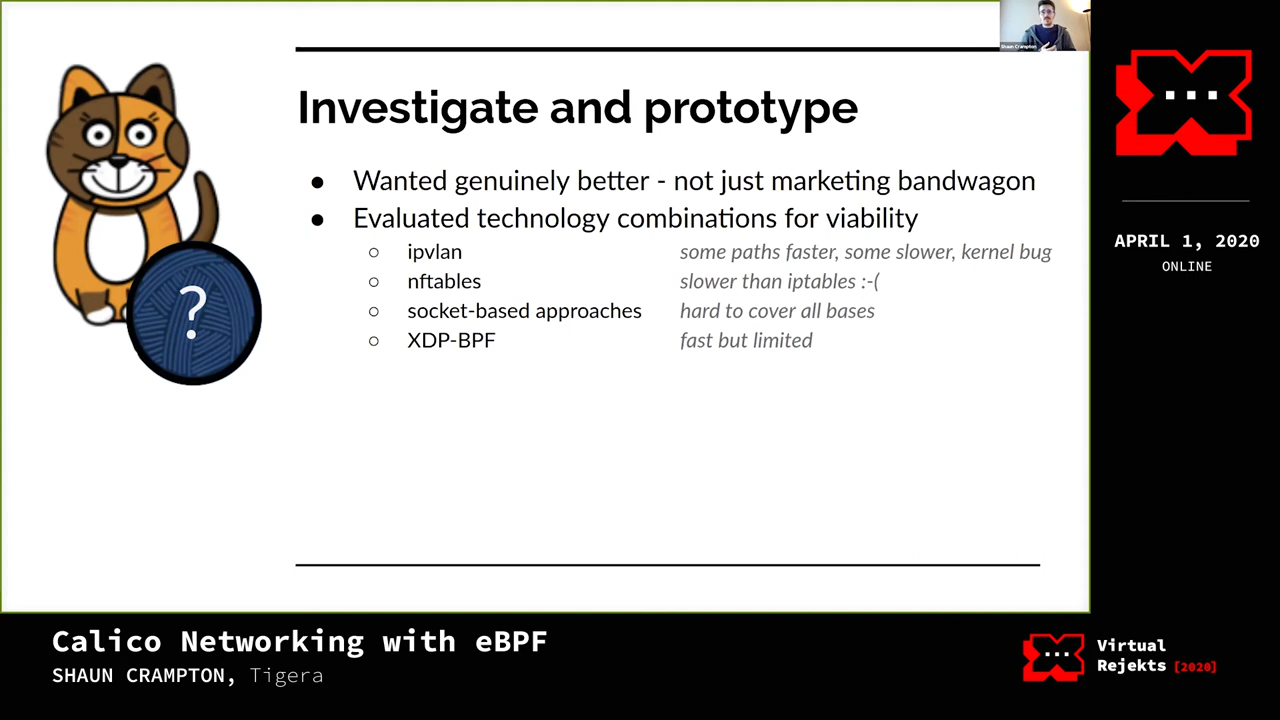 Shaun Crampton
Investigate and prototype
● Wanted genuinely better - not just marketing bandwagon
● Evaluated technology combinations for viability
○ ipvlan some paths faster, some slower, kernel bug
○ nftables slower than iptables :-(
○ socket-based approaches hard to cover all bases
○ XDP-BPF fast but limited
?
APRIL 1, 2020
ONLINE
Calico Networking with eBPF
SHAUN CRAMPTON, Tigera
Virtual
Rejekts [2020]